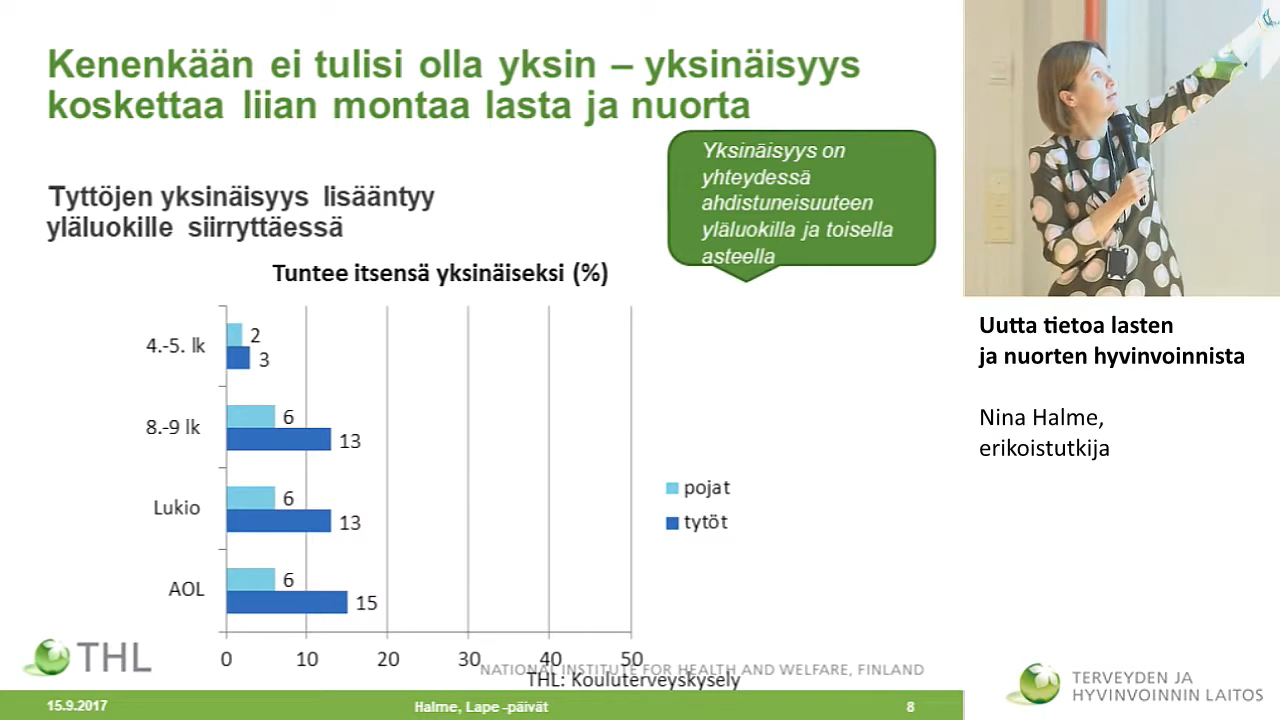 Kenenkään ei tulisi olla yksin – yksinäisyys
koskettaa liian montaa lasta ja nuorta
Yksinäisyys on
yhteydessä
ahdistuneisuuteen
yläluokilla ja toisella
asteella
Tyttöjen yksinäisyys lisääntyy
yläluokille siirryttäessä
Tuntee itsensä yksinäiseksi (%)
4.-5. lk
2
3
8.-9 lk
6
13
Lukio
6
13
AOL
6
15
pojat
tytöt
0 10 20 30 40 50
THL
NATIONAL INSTITUTE FOR HEALTH AND WELFARE, FINLAND
THL: Kouluterveyskysely
15.9.2017
Halme, Lape -päivät
8
Uutta tietoa lasten
ja nuorten hyvinvoinnista
Nina Halme,
erikoistutkija
TERVEYDEN JA
HYVINVOINNIN LAITOS